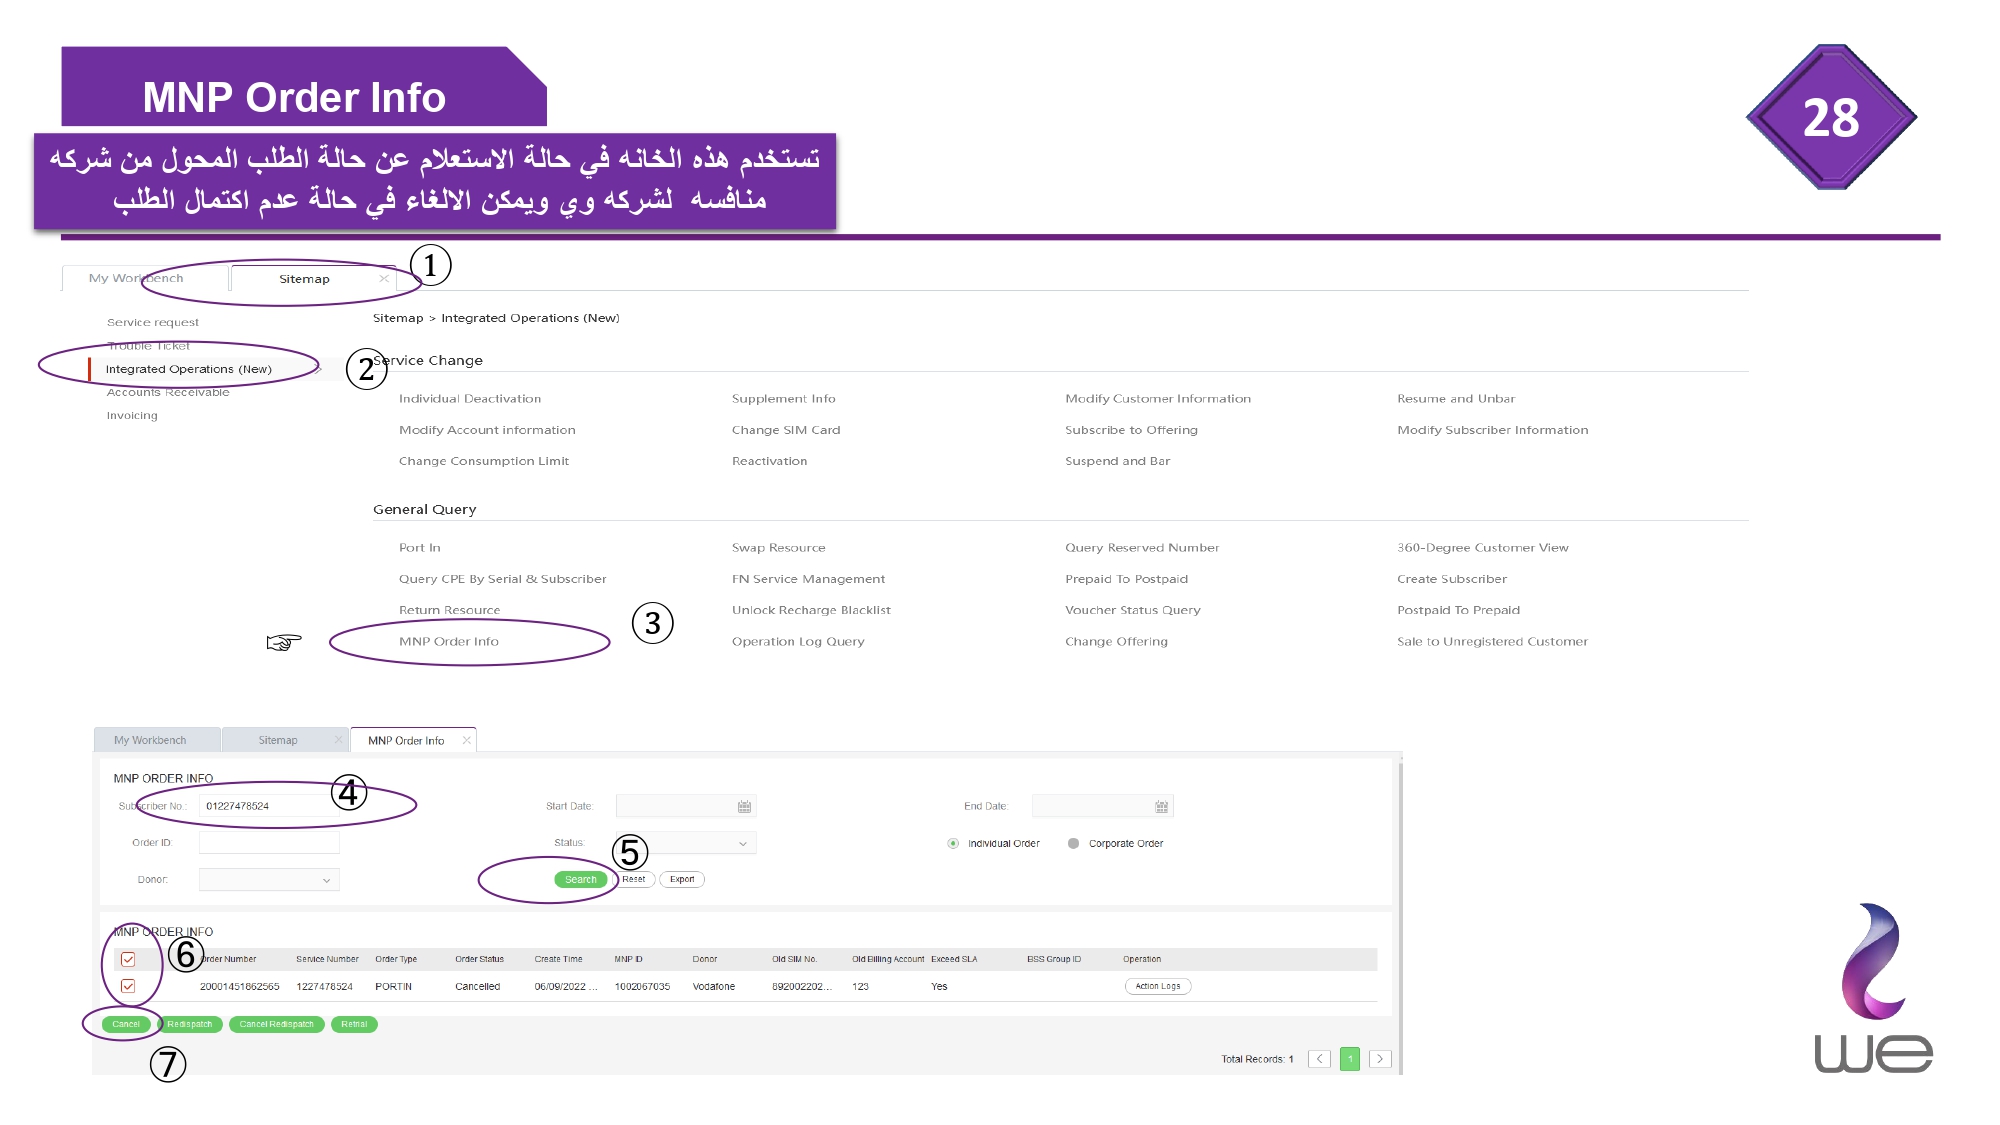 MNP Order Info
28
تستخدم هذه الخانه في حالة الاستعلام عن حالة الطلب المحول من شركه
منافسه لشركه وي ويمكن الالغاء في حالة عدم اكتمال الطلب
My Workbench Sitemap ①
Service request
Trouble Ticket
Integrated Operations (New) ②
Accounts Receivable
Invoicing
Sitemap > Integrated Operations (New)
Service Change
Individual Deactivation Supplement Info Modify Customer Information Resume and Unbar
Modify Account information Change SIM Card Subscribe to Offering Modify Subscriber Information
Change Consumption Limit Reactivation Suspend and Bar
General Query
Port In Swap Resource Query Reserved Number 360-Degree Customer View
Query CPE By Serial & Subscriber FN Service Management Prepaid To Postpaid Create Subscriber
Return Resource Unlock Recharge Blacklist Voucher Status Query Postpaid To Prepaid
③
MNP Order Info Operation Log Query Change Offering Sale to Unregistered Customer
My Workbench Sitemap MNP Order Info
MNP ORDER INFO
④
Subscriber No.: 01227478524 Start Date: End Date:
Order ID: Status: ⑤ Individual Order Corporate Order
Donor: Search Reset Export
MNP ORDER INFO
⑥ Order Number Service Number Order Type Order Status Create Time MNP ID Donor Old SIM No. Old Billing Account Exceed SLA BSS Group ID Operation
20001451862565 1227478524 PORTIN Cancelled 06/09/2022 ... 1002067035 Vodafone 892002202... 123 Yes Action Logs
Cancel Redispatch Cancel Redispatch Retrial
⑦
Total Records: 1 < 1 >
we